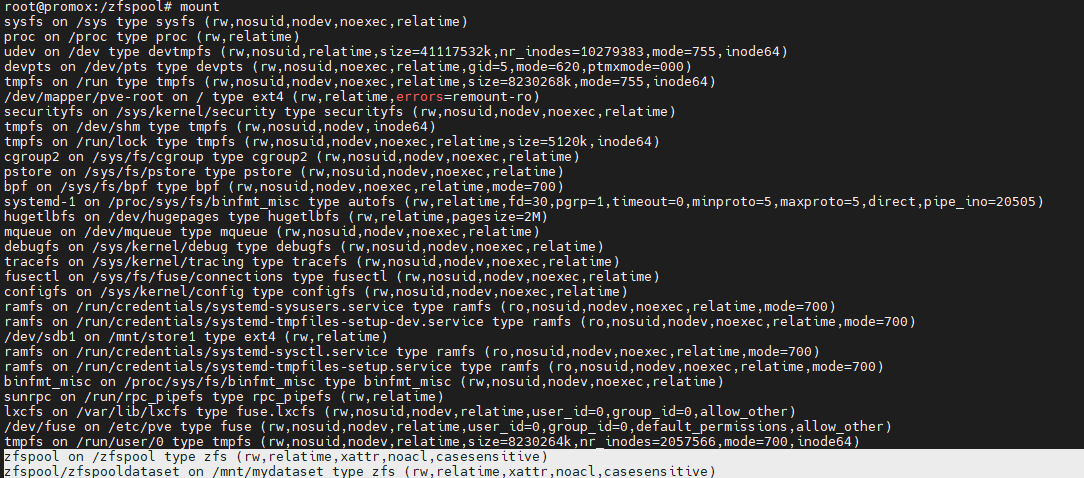 root@promox:/zfspool# mount
sysfs on /sys type sysfs (rw,nosuid,nodev,noexec,relatime)
proc on /proc type proc (rw,relatime)
udev on /dev type devtmpfs (rw,nosuid,relatime,size=41117532k,nr_inodes=10279383,mode=755,inode64)
devpts on /dev/pts type devpts (rw,nosuid,noexec,relatime,gid=5,mode=620,ptmxmode=000)
tmpfs on /run type tmpfs (rw,nosuid,nodev,noexec,relatime,size=8230268k,mode=755,inode64)
/dev/mapper/pve-root on / type ext4 (rw,relatime,errors=remount-ro)
securityfs on /sys/kernel/security type securityfs (rw,nosuid,nodev,noexec,relatime)
tmpfs on /dev/shm type tmpfs (rw,nosuid,nodev,inode64)
tmpfs on /run/lock type tmpfs (rw,nosuid,nodev,noexec,relatime,size=5120k,inode64)
cgroup2 on /sys/fs/cgroup type cgroup2 (rw,nosuid,nodev,noexec,relatime)
pstore on /sys/fs/pstore type pstore (rw,nosuid,nodev,noexec,relatime)
bpf on /sys/fs/bpf type bpf (rw,nosuid,nodev,noexec,relatime,mode=700)
systemd-1 on /proc/sys/fs/binfmt_misc type autofs (rw,relatime,fd=30,pgrp=1,timeout=0,minproto=5,maxproto=5,direct,pipe_ino=20505)
hugetlbfs on /dev/hugepages type hugetlbfs (rw,relatime,pagesize=2M)
mqueue on /dev/mqueue type mqueue (rw,nosuid,nodev,noexec,relatime)
debugfs on /sys/kernel/debug type debugfs (rw,nosuid,nodev,noexec,relatime)
tracefs on /sys/kernel/tracing type tracefs (rw,nosuid,nodev,noexec,relatime)
fusectl on /sys/fs/fuse/connections type fusectl (rw,nosuid,nodev,noexec,relatime)
configfs on /sys/kernel/config type configfs (rw,nosuid,nodev,noexec,relatime)
ramfs on /run/credentials/systemd-sysusers.service type ramfs (ro,nosuid,nodev,noexec,relatime,mode=700)
ramfs on /run/credentials/systemd-tmpfiles-setup-dev.service type ramfs (ro,nosuid,nodev,noexec,relatime,mode=700)
/dev/sdb1 on /mnt/store1 type ext4 (rw,relatime)
ramfs on /run/credentials/systemd-sysctl.service type ramfs (ro,nosuid,nodev,noexec,relatime,mode=700)
ramfs on /run/credentials/systemd-tmpfiles-setup.service type ramfs (ro,nosuid,nodev,noexec,relatime,mode=700)
binfmt_misc on /proc/sys/fs/binfmt_misc type binfmt_misc (rw,nosuid,nodev,noexec,relatime)
sunrpc on /run/rpc_pipefs type rpc_pipefs (rw,relatime)
lxcfs on /var/lib/lxcfs type fuse.lxcfs (rw,nosuid,nodev,relatime,user_id=0,group_id=0,allow_other)
/dev/fuse on /etc/pve type fuse (rw,nosuid,nodev,relatime,user_id=0,group_id=0,default_permissions,allow_other)
tmpfs on /run/user/0 type tmpfs (rw,nosuid,nodev,relatime,size=8230264k,nr_inodes=2057566,mode=700,inode64)
zfspool on /zfspool type zfs (rw,relatime,xattr,noacl,casesensitive)
zfspool/zfspooldataset on /mnt/mydataset type zfs (rw,relatime,xattr,noacl,casesensitive)